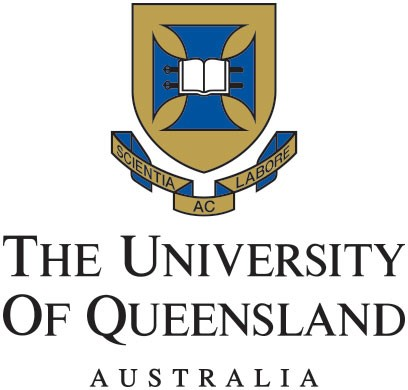 SCIENTIA AC LABORE
THE UNIVERSITY
OF QUEENSLAND
AUSTRALIA